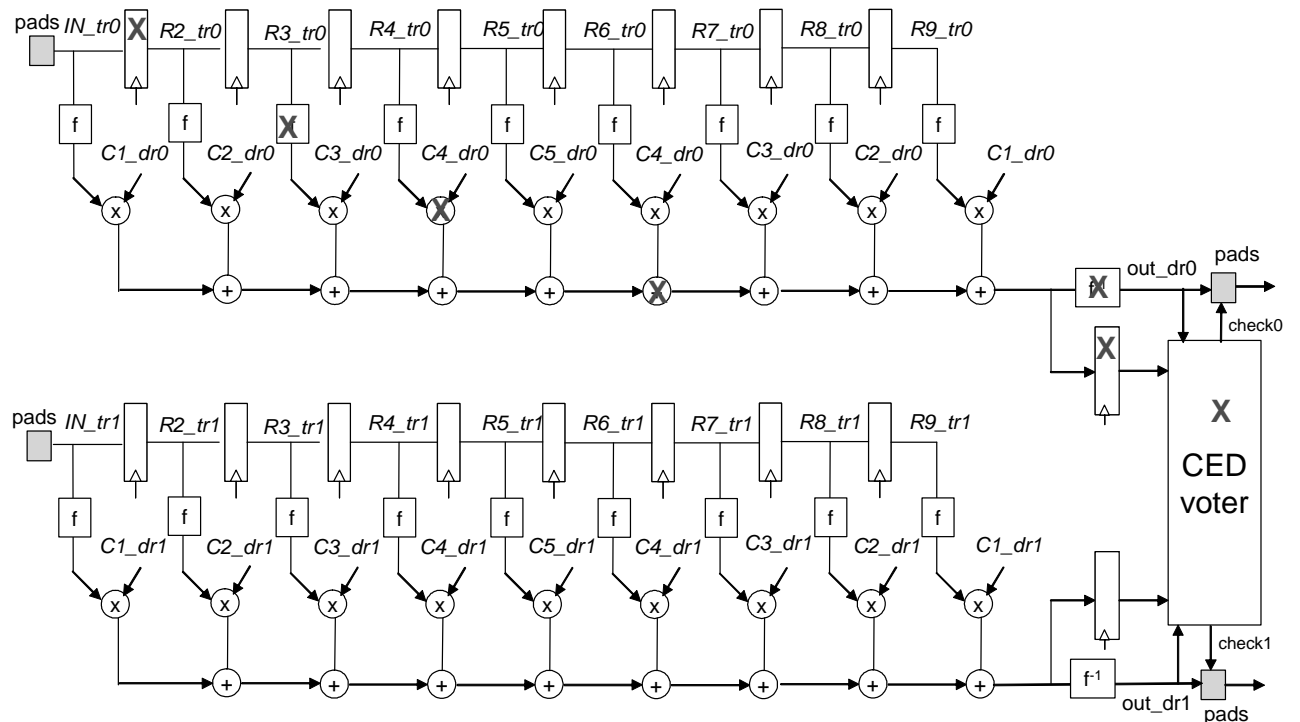 pads IN_tr0 X R2_tr0 R3_tr0 R4_tr0 R5_tr0 R6_tr0 R7_tr0 R8_tr0 R9_tr0
f f X f f f f f f
C1_dr0 C2_dr0 C3_dr0 C4_dr0 C5_dr0 C4_dr0 C3_dr0 C2_dr0 C1_dr0
x x x X x x x x x
+ + + + X + + +
X out_dr0 pads
check0
X
X
CED
voter
pads IN_tr1 R2_tr1 R3_tr1 R4_tr1 R5_tr1 R6_tr1 R7_tr1 R8_tr1 R9_tr1
f f f f f f f f f
C1_dr1 C2_dr1 C3_dr1 C4_dr1 C5_dr1 C4_dr1 C3_dr1 C2_dr1 C1_dr1
x x x x x x x x x
+ + + + + + + +
f-1 out_dr1 check1
pads